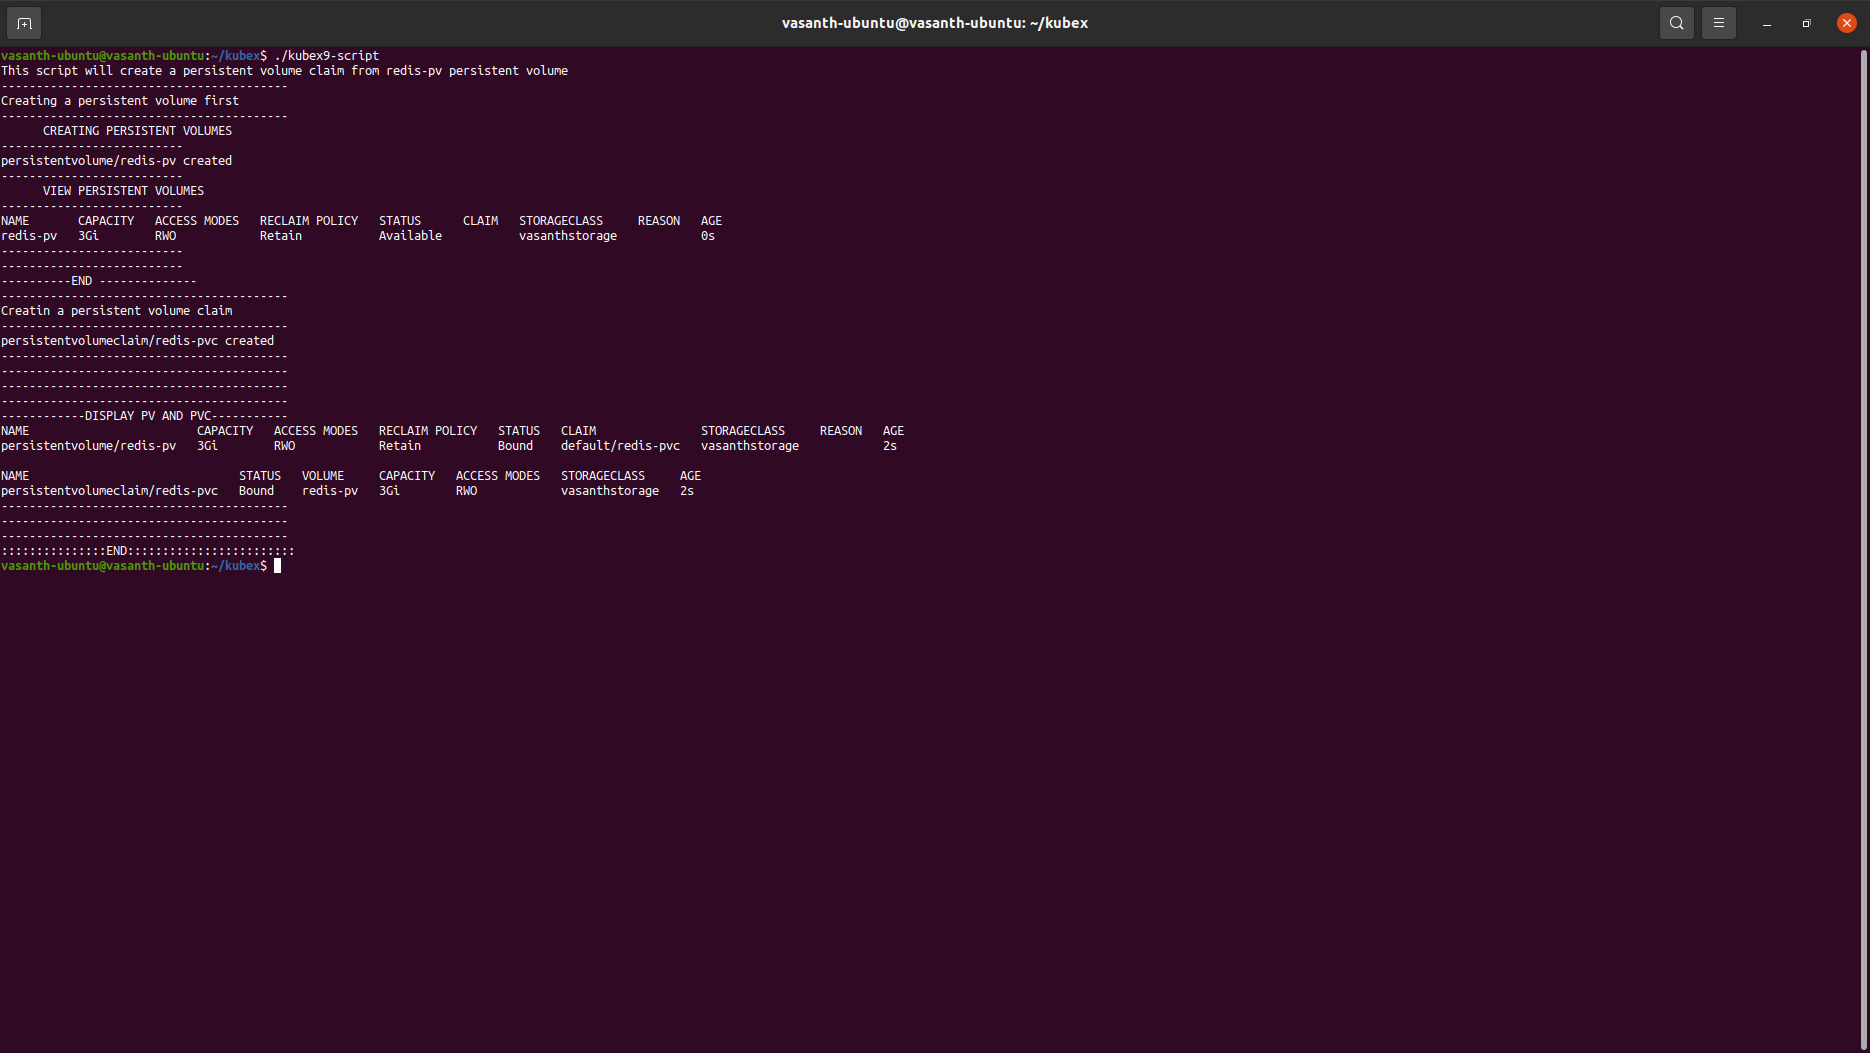 vasanth-ubuntu@vasanth-ubuntu: ~/kubex
vasanth-ubuntu@vasanth-ubuntu:~/kubex$ ./kubex9-script
This script will create a persistent volume claim from redis-pv persistent volume
-----------------------------------------
Creating a persistent volume first
-----------------------------------------
      CREATING PERSISTENT VOLUMES
--------------------------
persistentvolume/redis-pv created
--------------------------
      VIEW PERSISTENT VOLUMES
--------------------------
NAME       CAPACITY   ACCESS MODES   RECLAIM POLICY   STATUS      CLAIM   STORAGECLASS     REASON   AGE
redis-pv   3Gi        RWO            Retain           Available           vasanthstorage            0s
--------------------------
--------------------------
----------END --------------
-----------------------------------------
Creatin a persistent volume claim
-----------------------------------------
persistentvolumeclaim/redis-pvc created
-----------------------------------------
-----------------------------------------
-----------------------------------------
-----------------------------------------
------------DISPLAY PV AND PVC-----------
NAME                        CAPACITY   ACCESS MODES   RECLAIM POLICY   STATUS   CLAIM               STORAGECLASS     REASON   AGE
persistentvolume/redis-pv   3Gi        RWO            Retain           Bound    default/redis-pvc   vasanthstorage            2s

NAME                              STATUS   VOLUME     CAPACITY   ACCESS MODES   STORAGECLASS     AGE
persistentvolumeclaim/redis-pvc   Bound    redis-pv   3Gi        RWO            vasanthstorage   2s
-----------------------------------------
-----------------------------------------
-----------------------------------------
:::::::::::::::END::::::::::::::::::::::::
vasanth-ubuntu@vasanth-ubuntu:~/kubex$